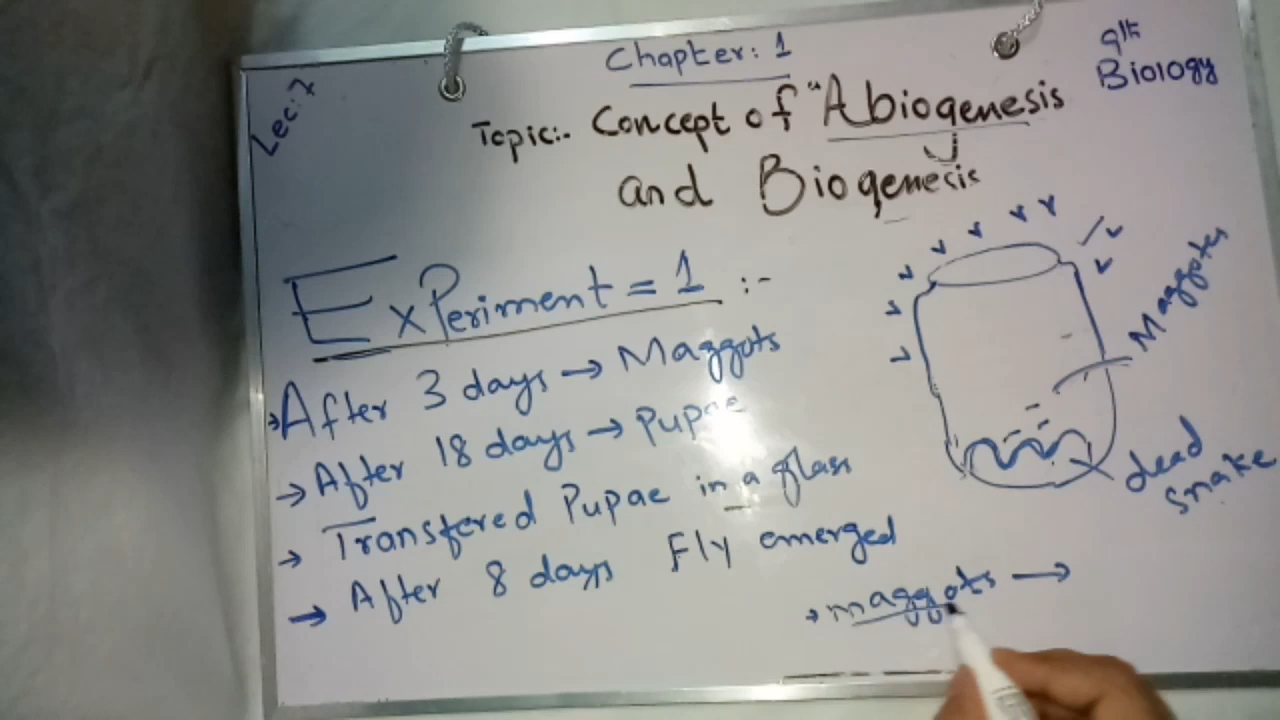 Lec:7
Chapter: 1
9th
Biology
Topic:- Concept of "Abiogenesis
and Biogenesis
ExPeriment = 1 :-
→ After 3 days → Maggots
→ After 18 days → Pupae
→ Transfered Pupae in a glass
→ After 8 days Fly emerged
Maggotes
dead
Snake
→ maggots →